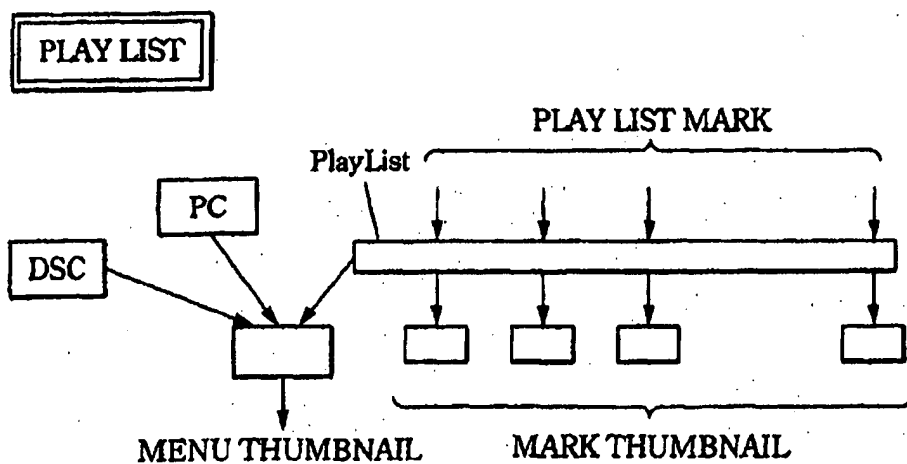 PLAY LIST
PLAY LIST MARK
PlayList
PC
DSC
MENU THUMBNAIL
MARK THUMBNAIL